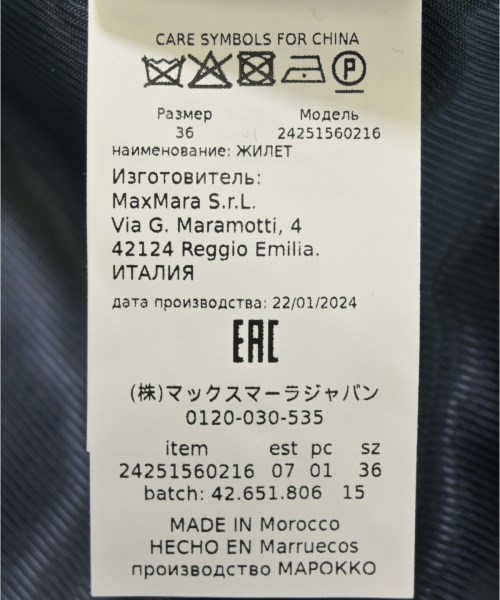 CARE SYMBOLS FOR CHINA
P
Размер Модель
36 24251560216
наименование: ЖИЛЕТ
Изготовитель:
MaxMara S.r.L.
Via G. Maramotti, 4
42124 Reggio Emilia.
ИТАЛИЯ
дата производства: 22/01/2024
EAC
(株)マックスマーラジャパン
0120-030-535
item est pc sz
24251560216 07 01 36
batch: 42.651.806 15
MADE IN Morocco
HECHO EN Marruecos
производство МАРОККО